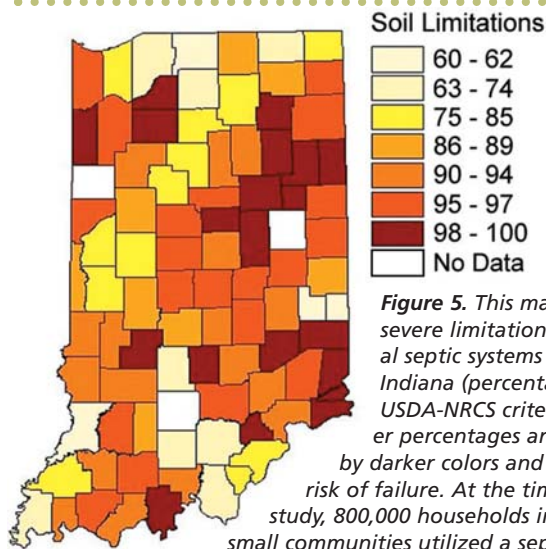 Soil Limitations
60 - 62
63 - 74
75 - 85
86 - 89
90 - 94
95 - 97
98 - 100
No Data
Figure 5. This ma
severe limitation
al septic systems
Indiana (percenta
USDA-NRCS crite
er percentages ar
by darker colors and
risk of failure. At the tim
study, 800,000 households i
small communities utilized a sep